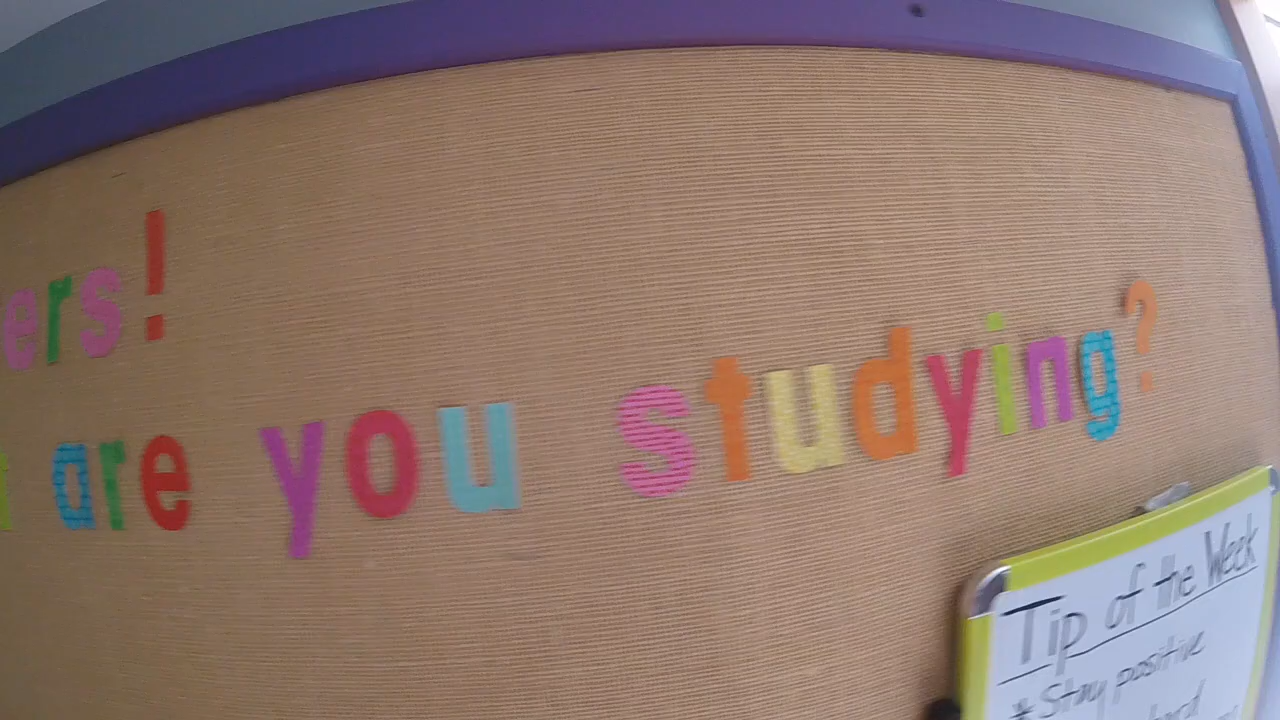 ers!
are you studying?
Tip of the Week
* Stay positive